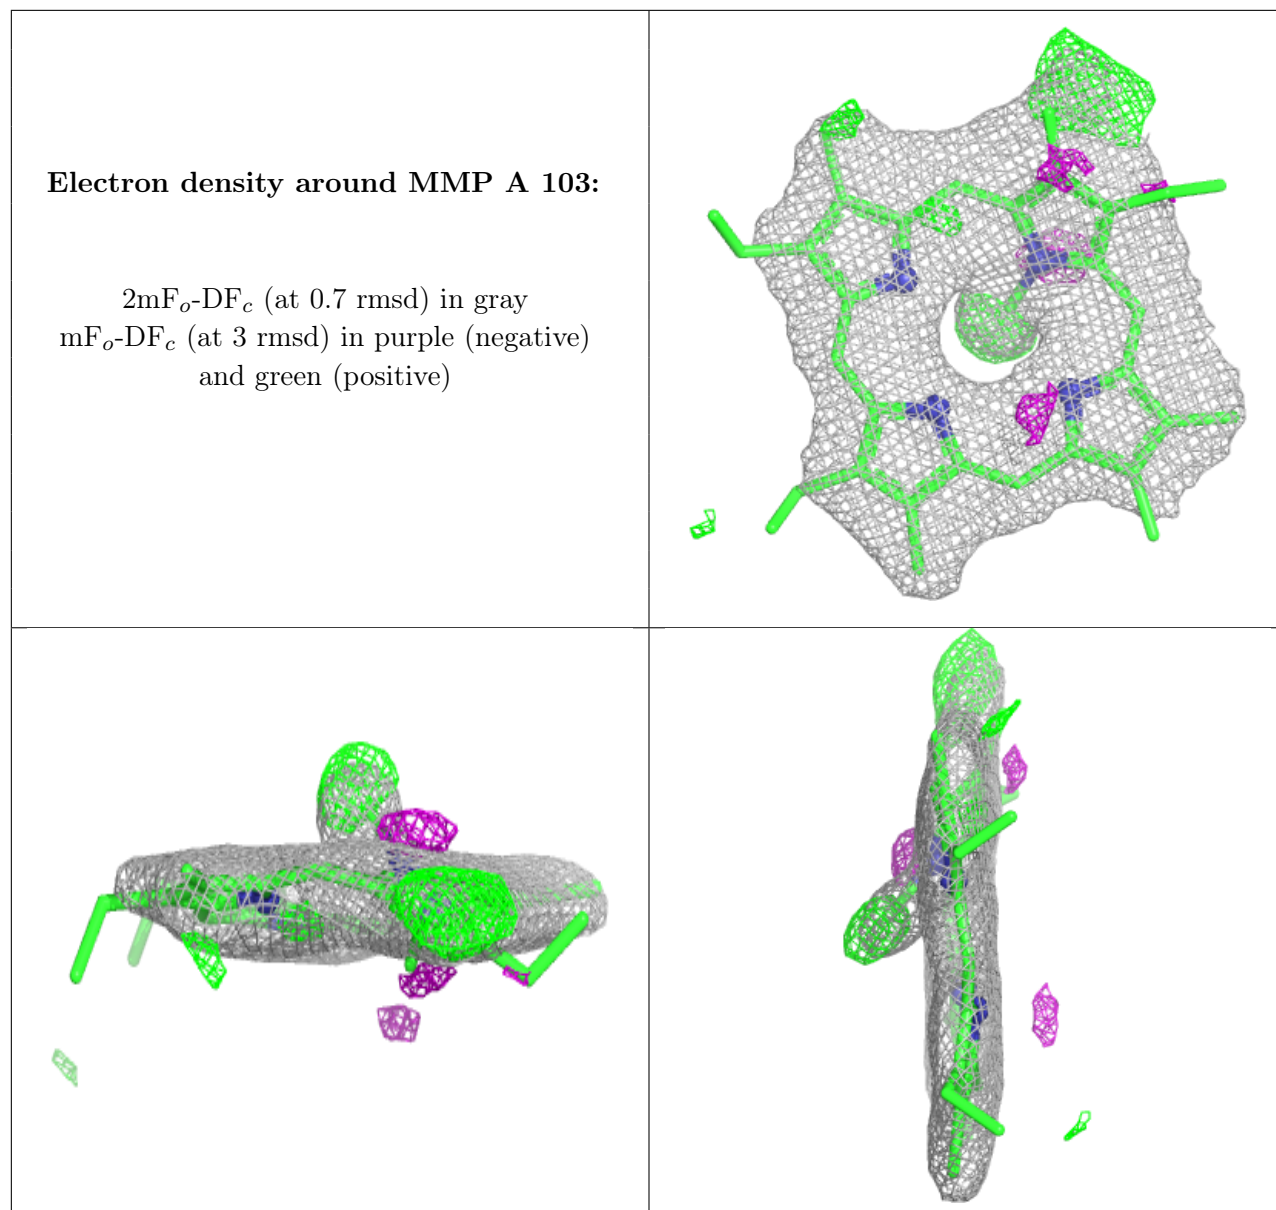 Electron density around MMP A 103:
2mFo-DFc (at 0.7 rmsd) in gray
mFo-DFc (at 3 rmsd) in purple (negative)
and green (positive)